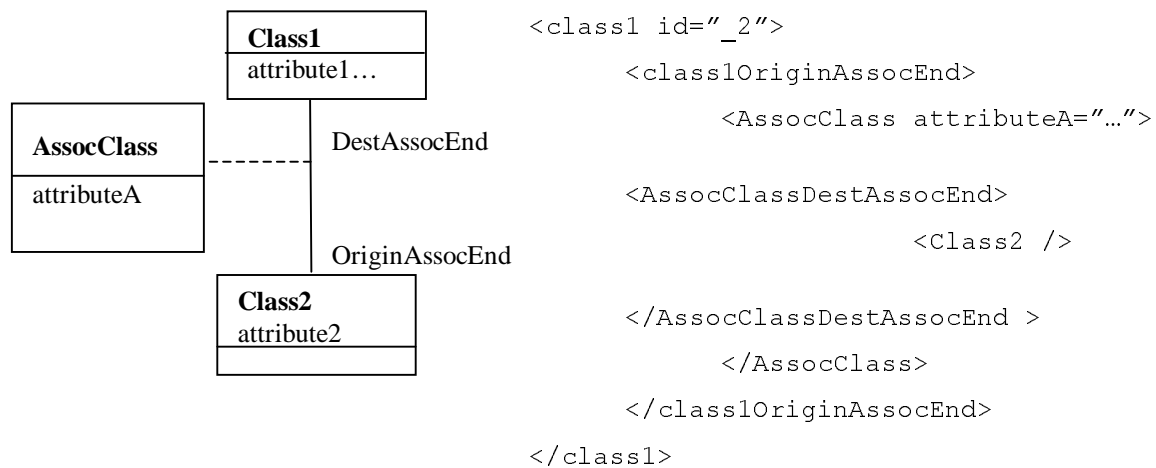 Class1
attribute1…
AssocClass
attributeA
DestAssocEnd
OriginAssocEnd
Class2
attribute2
<class1 id=″_2″>
<class1OriginAssocEnd>
<AssocClass attributeA=″…″>
<AssocClassDestAssocEnd>
<Class2 />
</AssocClassDestAssocEnd >
</AssocClass>
</class1OriginAssocEnd>
</class1>